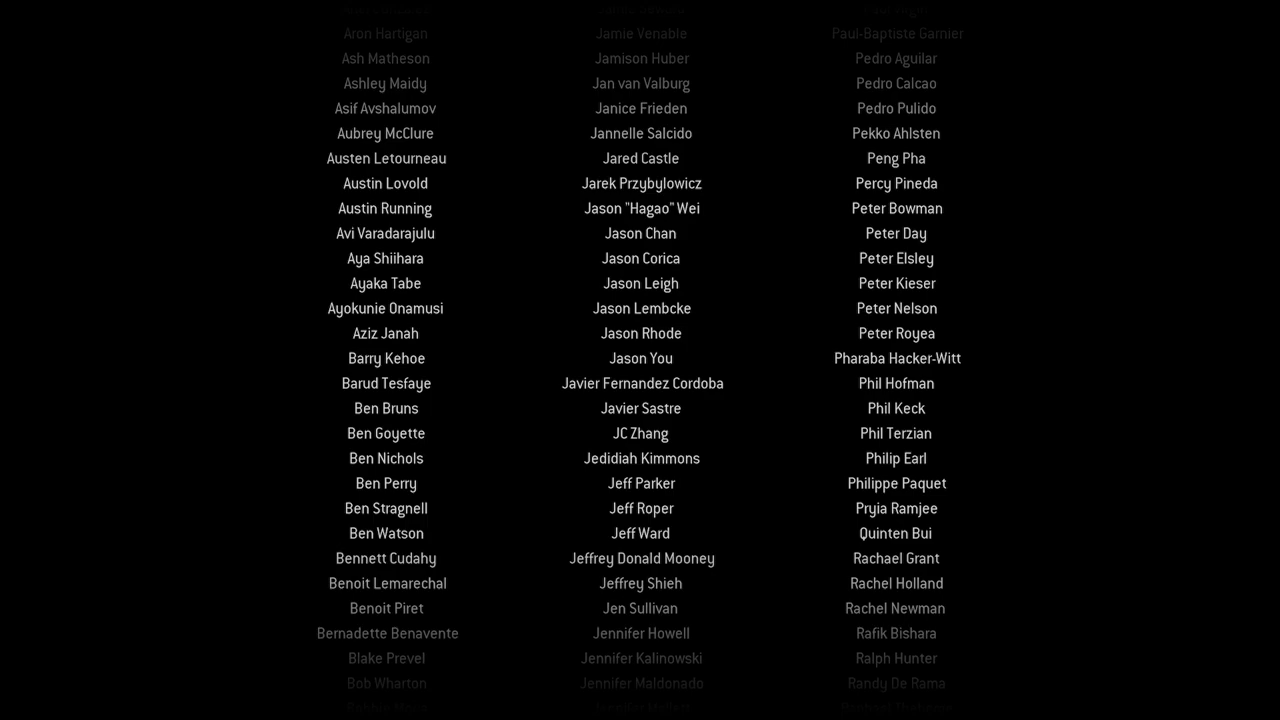 Aron Hartigan
Ash Matheson
Ashley Maidy
Asif Avshalumov
Aubrey McClure
Austen Letourneau
Austin Lovold
Austin Running
Avi Varadarajulu
Aya Shiihara
Ayaka Tabe
Ayokunie Onamusi
Aziz Janah
Barry Kehoe
Barud Tesfaye
Ben Bruns
Ben Goyette
Ben Nichols
Ben Perry
Ben Stragnell
Ben Watson
Bennett Cudahy
Benoit Lemarechal
Benoit Piret
Bernadette Benavente
Blake Prevel
Bob Wharton
Jamie Venable
Jamison Huber
Jan van Valburg
Janice Frieden
Jannelle Salcido
Jared Castle
Jarek Przybylowicz
Jason "Hagao" Wei
Jason Chan
Jason Corica
Jason Leigh
Jason Lembcke
Jason Rhode
Jason You
Javier Fernandez Cordoba
Javier Sastre
JC Zhang
Jedidiah Kimmons
Jeff Parker
Jeff Roper
Jeff Ward
Jeffrey Donald Mooney
Jeffrey Shieh
Jen Sullivan
Jennifer Howell
Jennifer Kalinowski
Jennifer Maldonado
Paul-Baptiste Garnier
Pedro Aguilar
Pedro Calcao
Pedro Pulido
Pekko Ahlsten
Peng Pha
Percy Pineda
Peter Bowman
Peter Day
Peter Elsley
Peter Kieser
Peter Nelson
Peter Royea
Pharaba Hacker-Witt
Phil Hofman
Phil Keck
Phil Terzian
Philip Earl
Philippe Paquet
Pryia Ramjee
Quinten Bui
Rachael Grant
Rachel Holland
Rachel Newman
Rafik Bishara
Ralph Hunter
Randy De Rama